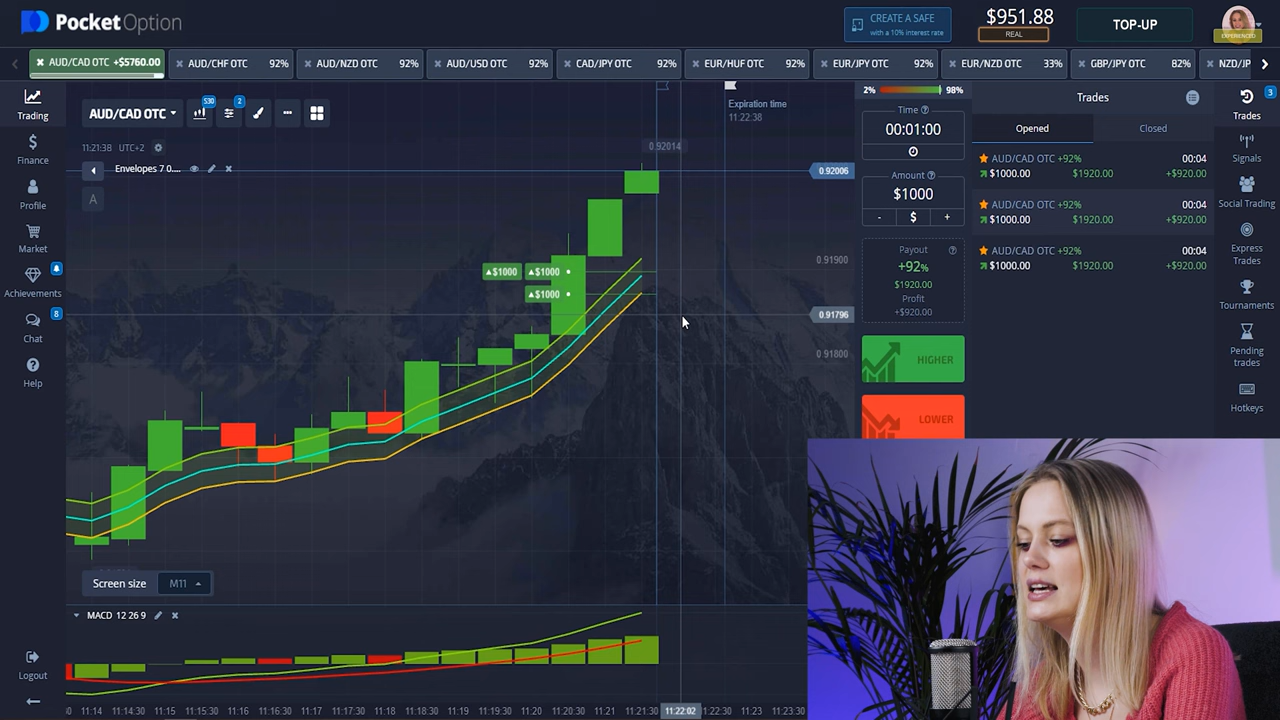 PocketOption
CREATE A SAFE
with a 10% interest rate
$951.88
REAL
TOP-UP
EXPERIENCED
AUD/CAD OTC +$5760.00
AUD/CHF OTC 92%
AUD/NZD OTC 92%
AUD/USD OTC 92%
CAD/JPY OTC 92%
EUR/HUF OTC 92%
EUR/JPY OTC 92%
EUR/NZD OTC 33%
GBP/JPY OTC 82%
NZD/JP
Trading
Finance
Profile
Market
Achievements
Chat
8
Help
Logout
AUD/CAD OTC
530
2
11:21:38 UTC+2
Envelopes 7 0....
A
Expiration time
11:22:38
0.92014
0.92006
0.91900
0.91796
0.91800
$1000 $1000
$1000
Screen size M11
MACD 12 26 9
30 11:14 11:14:30 11:15 11:15:30 11:16 11:16:30 11:17 11:17:30 11:18 11:18:30 11:19 11:19:30 11:20 11:20:30 11:21 11:21:30 11:22:02 11:22:30 11:23 11:23:30
2% 98%
Time
00:01:00
Amount
$1000
- $ +
Payout
+92%
$1920.00
Profit
+$920.00
HIGHER
LOWER
Trades
Opened Closed
AUD/CAD OTC +92% 00:04
$1000.00 $1920.00 +$920.00
AUD/CAD OTC +92% 00:04
$1000.00 $1920.00 +$920.00
AUD/CAD OTC +92% 00:04
$1000.00 $1920.00 +$920.00
3
Trades
Signals
Social Trading
Express
Trades
Tournaments
Pending
trades
Hotkeys